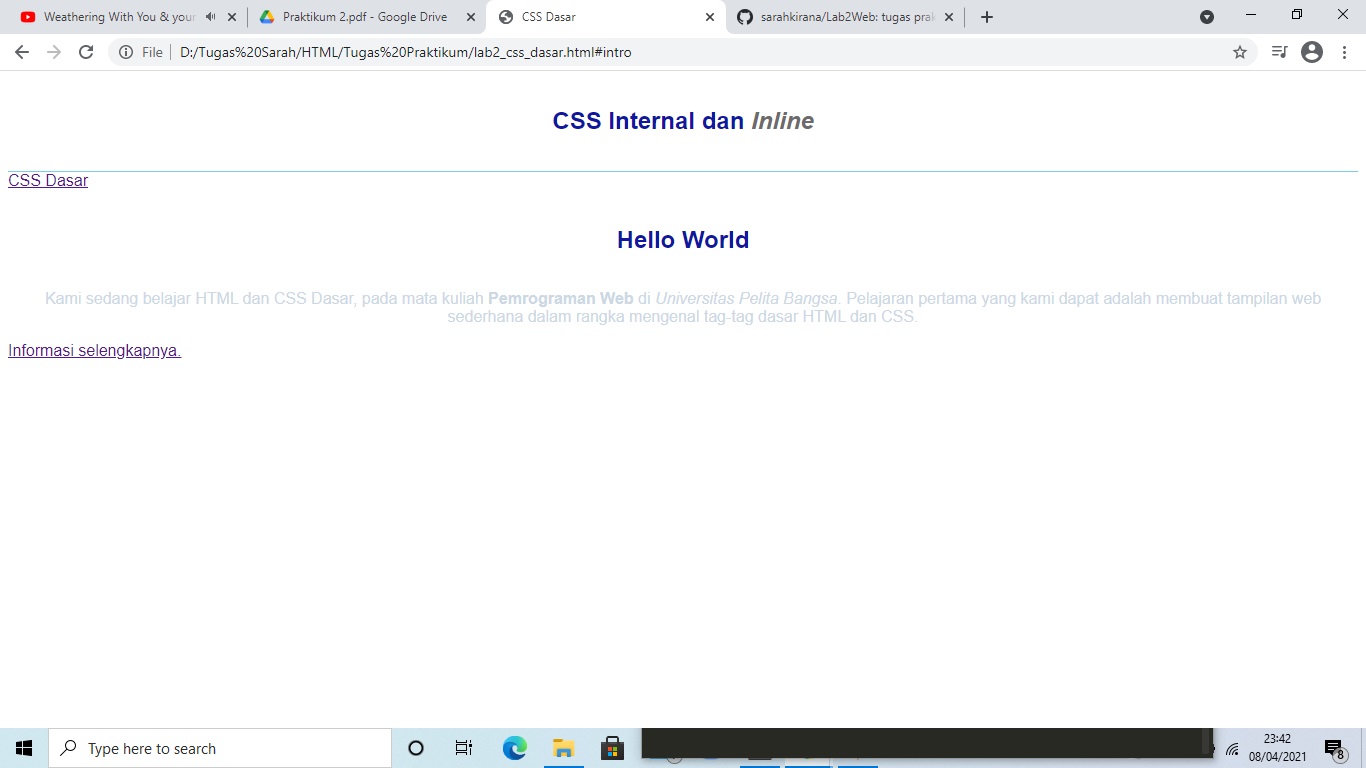 Weathering With You & your
Praktikum 2.pdf - Google Drive
CSS Dasar
sarahkirana/Lab2Web: tugas prak
File
D:/Tugas%20Sarah/HTML/Tugas%20Praktikum/lab2_css_dasar.html#intro
CSS Internal dan Inline
CSS Dasar
Hello World
Kami sedang belajar HTML dan CSS Dasar, pada mata kuliah Pemrograman Web di Universitas Pelita Bangsa. Pelajaran pertama yang kami dapat adalah membuat tampilan web
sederhana dalam rangka mengenal tag-tag dasar HTML dan CSS.
Informasi selengkapnya.
Type here to search
23:42
08/04/2021
8